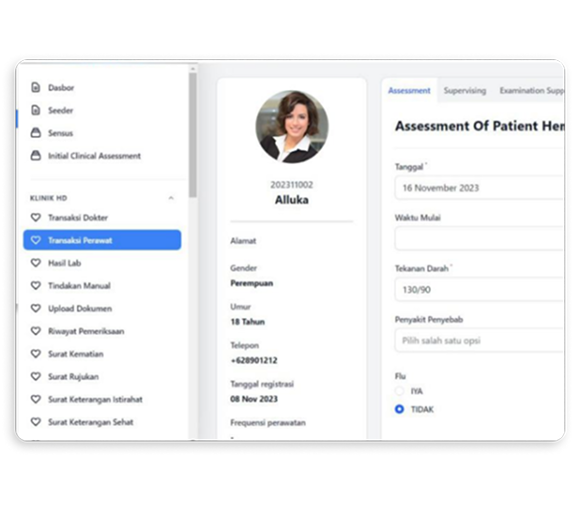 Dasbor
Seeder
Sensus
Initial Clinical Assessment
KLINIK HD
Transaksi Dokter
Transaksi Perawat
Hasil Lab
Tindakan Manual
Upload Dokumen
Riwayat Pemeriksaan
Surat Kematian
Surat Rujukan
Surat Keterangan Istirahat
Surat Keterangan Sehat
202311002
Alluka
Alamat
Gender
Perempuan
Umur
18 Tahun
Telepon
+628901212
Tanggal registrasi
08 Nov 2023
Frequensi perawatan
-
Assessment Supervising Examination Supp
Assessment Of Patient Her
Tanggal *
16 November 2023
Waktu Mulai
Tekanan Darah *
130/90
Penyakit Penyebab
Pilih salah satu opsi
Flu
IYA
TIDAK